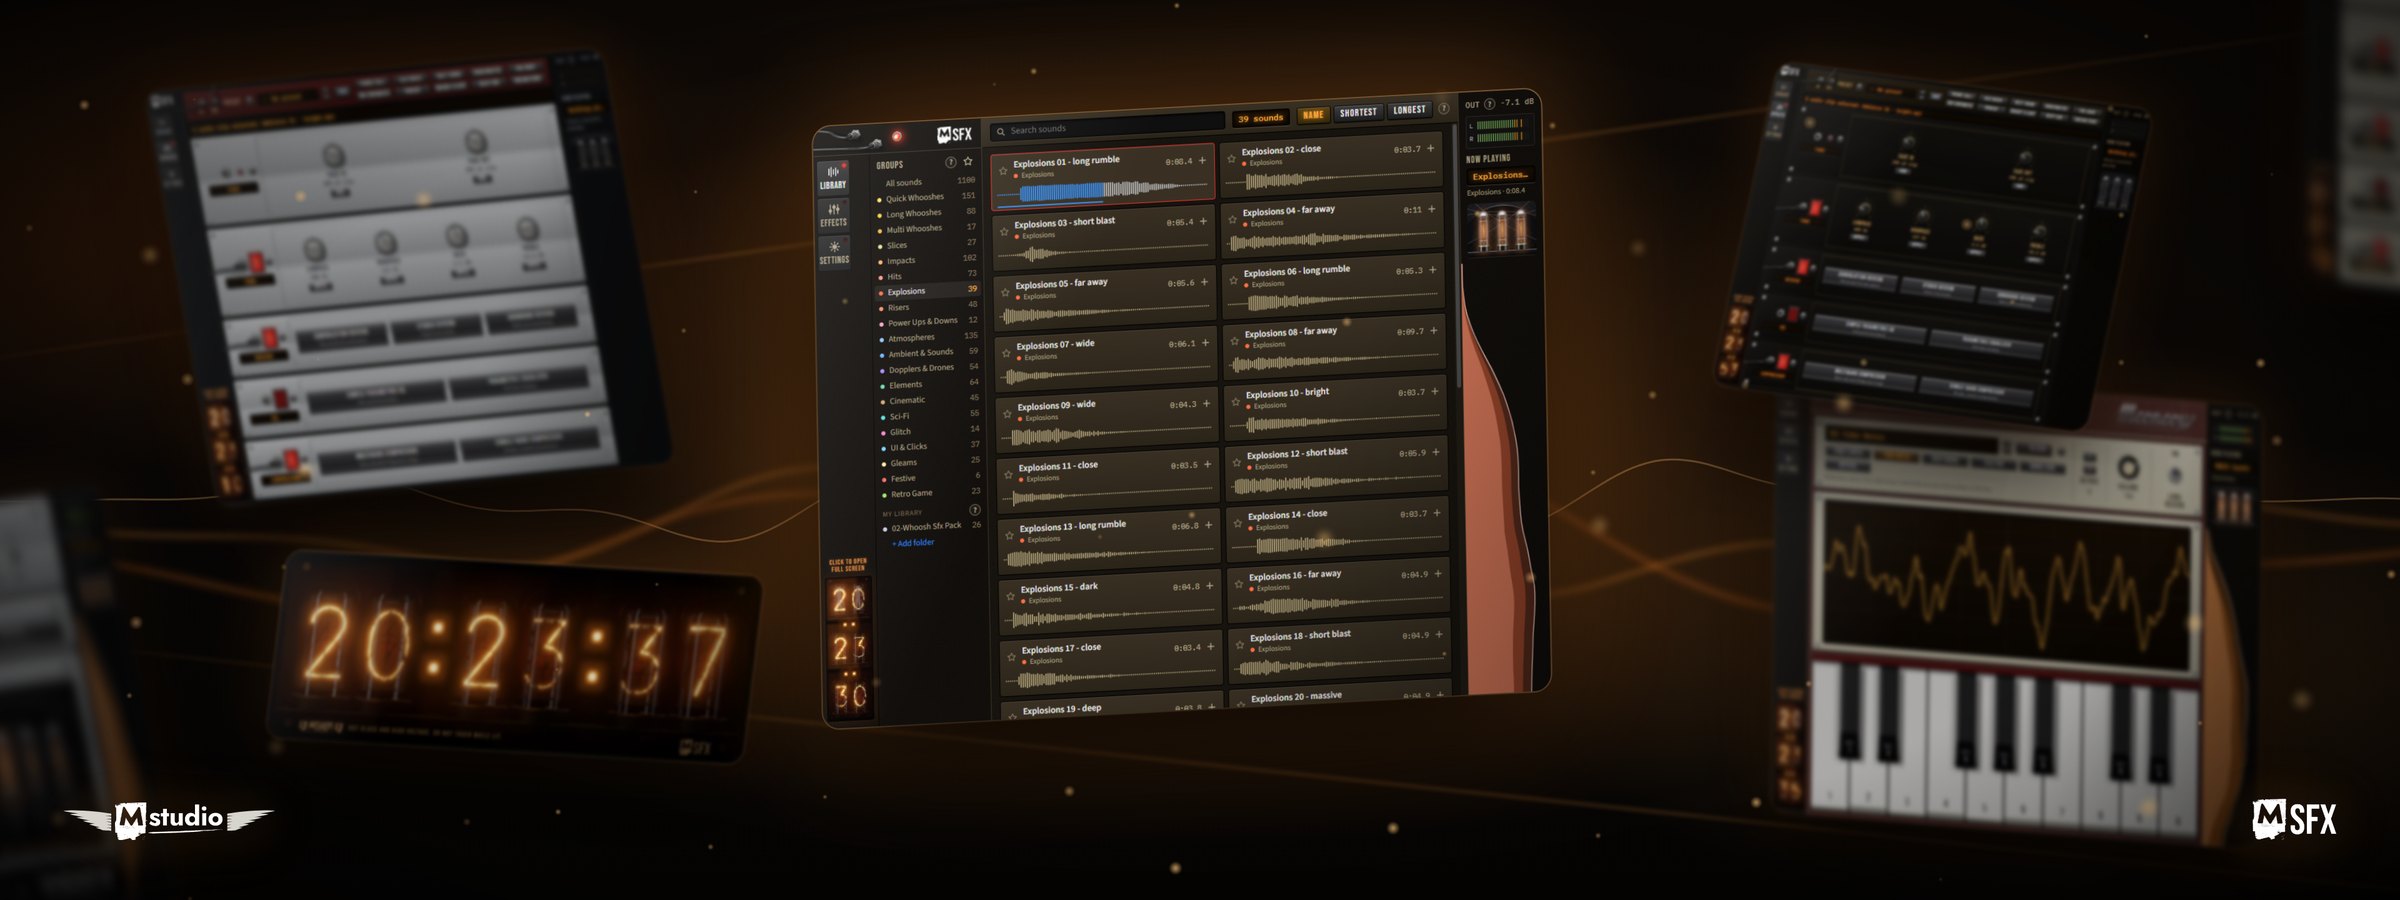 M SFX
Search sounds
39 sounds
NAME
SHORTEST
LONGEST
?
OUT ? -7.1 dB
L
R
NOW PLAYING
Explosions…
Explosions · 0:08.4
LIBRARY
EFFECTS
SETTINGS
GROUPS ?
All sounds 1100
Quick Whooshes 151
Long Whooshes 88
Multi Whooshes 17
Slices 27
Impacts 102
Hits 73
Explosions 39
Risers 48
Power Ups & Downs 12
Atmospheres 135
Ambient & Sounds 59
Dopplers & Drones 54
Elements 64
Cinematic 45
Sci-Fi 55
Glitch 14
UI & Clicks 37
Gleams 25
Festive 6
Retro Game 23
MY LIBRARY ?
02-Whoosh Sfx Pack 26
+ Add folder
CLICK TO OPEN
FULL SCREEN
20
23
30
Explosions 01 - long rumble 0:08.4 +
Explosions
Explosions 02 - close 0:03.7 +
Explosions
Explosions 03 - short blast 0:05.4 +
Explosions
Explosions 04 - far away 0:11 +
Explosions
Explosions 05 - far away 0:05.6 +
Explosions
Explosions 06 - long rumble 0:05.3 +
Explosions
Explosions 07 - wide 0:06.1 +
Explosions
Explosions 08 - far away 0:09.7 +
Explosions
Explosions 09 - wide 0:04.3 +
Explosions
Explosions 10 - bright 0:03.7 +
Explosions
Explosions 11 - close 0:03.5 +
Explosions
Explosions 12 - short blast 0:05.9 +
Explosions
Explosions 13 - long rumble 0:06.8 +
Explosions
Explosions 14 - close 0:03.7 +
Explosions
Explosions 15 - dark 0:04.8 +
Explosions
Explosions 16 - far away 0:04.9 +
Explosions
Explosions 17 - close 0:03.4 +
Explosions
Explosions 18 - short blast 0:04.9 +
Explosions
Explosions 19 - deep 0:03.8 +
Explosions 20 - massive 0:04.9 +
20:23:37
M SFX
M studio
M SFX